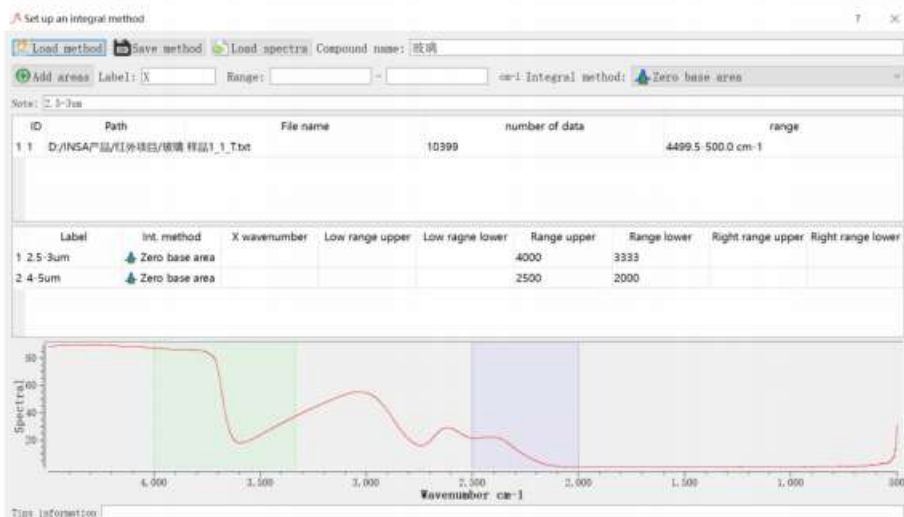 Set up an integral method ? ×
Load method Save method Load spectra Compound name: 玻璃
Add areas Label: X Range: - cm-1 Integral method: Zero base area
Note: 2.5-3um
ID Path File name number of data range
1 1 D:/INSA产品/红外项目/玻璃 样品1_1_T.txt 10399 4499.5-500.0 cm-1
Label Int. method X wavenumber Low range upper Low ragne lower Range upper Range lower Right range upper Right range lower
1 2.5-3um Zero base area 4000 3333
2 4-5um Zero base area 2500 2000
80
60
40
20
Spectral
4,000 3,500 3,000 2,500 2,000 1,500 1,000 500
Wavenumber cm-1
Tips information